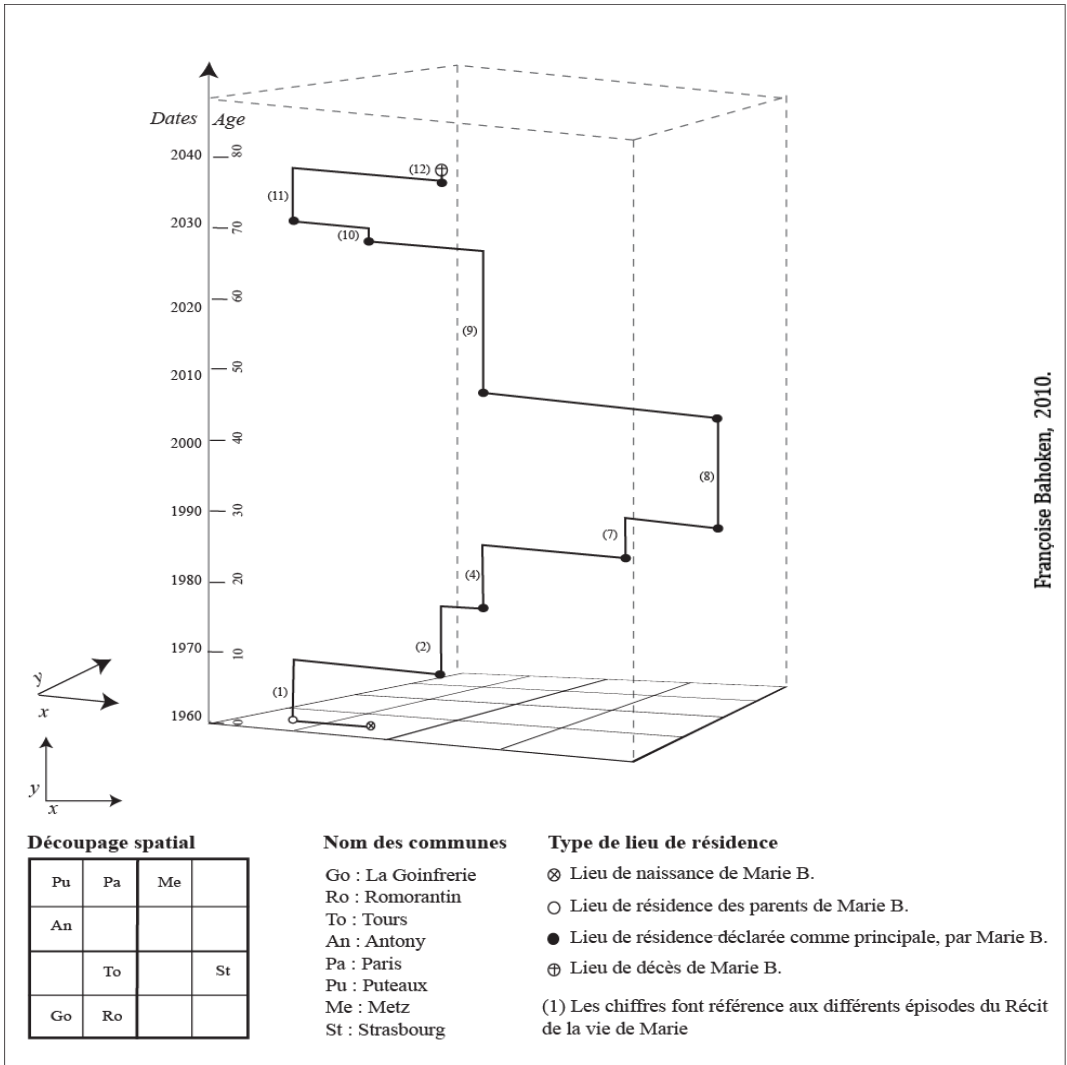 Dates Age
2040
2030
2020
2010
2000
1990
1980
1970
1960
80
70
60
50
40
30
20
10
(12)
(11)
(10)
(9)
(8)
(7)
(4)
(2)
(1)
Françoise Bahoken, 2010.
y
x
y
x
Découpage spatial
Pu Pa Me
An
To St
Go Ro
Nom des communes
Go : La Goinfrerie
Ro : Romorantin
To : Tours
An : Antony
Pa : Paris
Pu : Puteaux
Me : Metz
St : Strasbourg
Type de lieu de résidence
Lieu de naissance de Marie B.
Lieu de résidence des parents de Marie B.
Lieu de résidence déclarée comme principale, par Marie B.
Lieu de décès de Marie B.
(1) Les chiffres font référence aux différents épisodes du Récit
de la vie de Marie